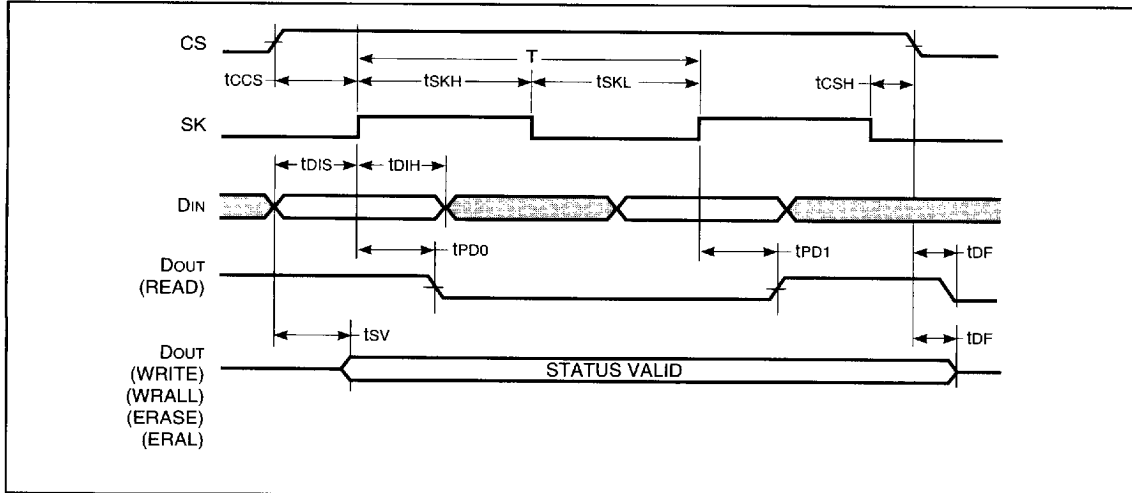 CS
T
tCCS tSKH tSKL tCSH
SK
tDIS tDIH
DIN
tPD0 tPD1 tDF
DOUT
(READ)
tSV tDF
DOUT
(WRITE) STATUS VALID
(WRALL)
(ERASE)
(ERAL)